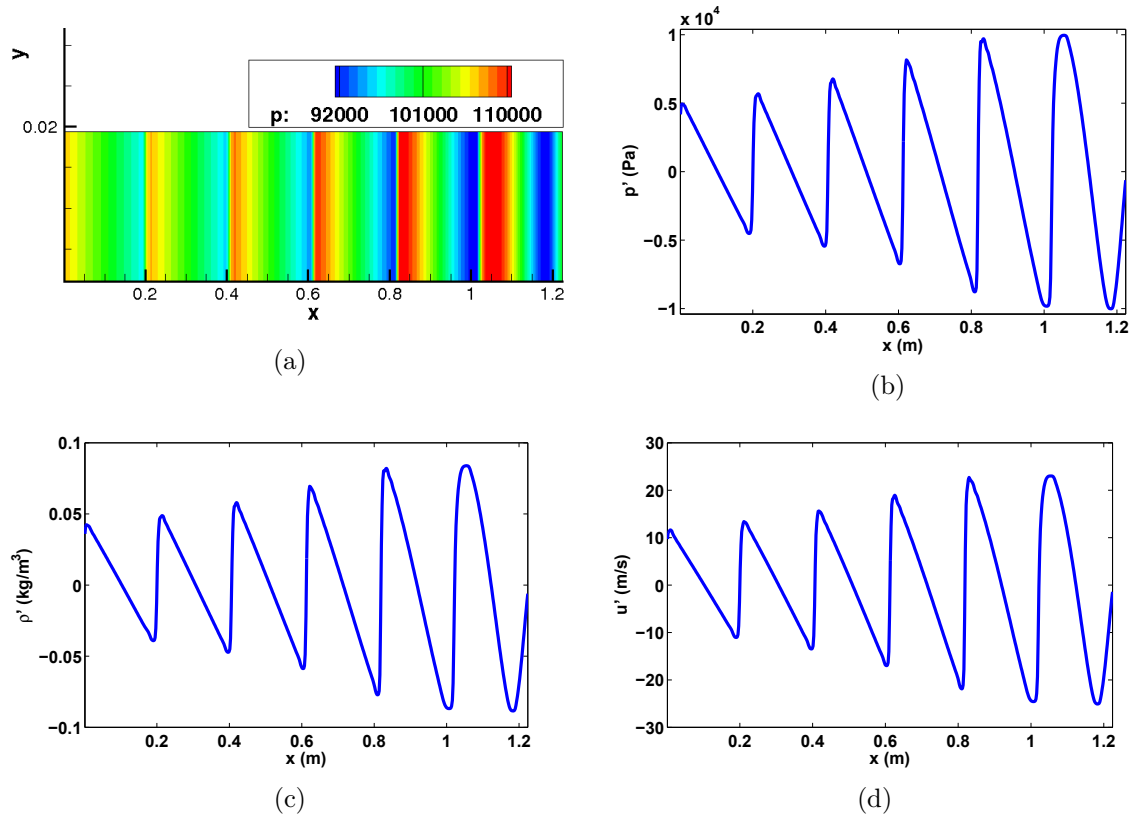 y
0.02
p: 92000 101000 110000
0.2 0.4 0.6 0.8 1 1.2
x
(a)
x 10⁴
1
0.5
0
−0.5
−1
p’ (Pa)
0.2 0.4 0.6 0.8 1 1.2
x (m)
(b)
0.1
0.05
0
−0.05
−0.1
ρ’ (kg/m³)
0.2 0.4 0.6 0.8 1 1.2
x (m)
(c)
30
20
10
0
−10
−20
−30
u’ (m/s)
0.2 0.4 0.6 0.8 1 1.2
x (m)
(d)